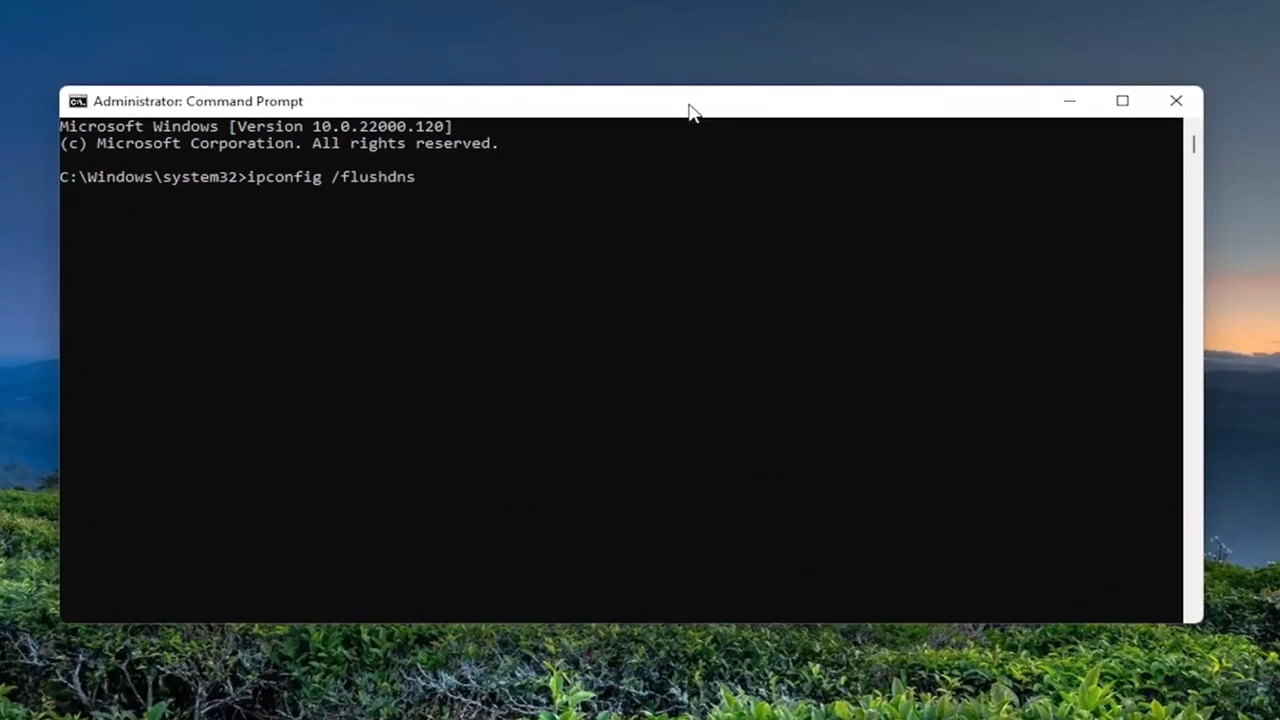 Administrator: Command Prompt
Microsoft Windows [Version 10.0.22000.120]
(c) Microsoft Corporation. All rights reserved.
C:\Windows\system32>ipconfig /flushdns